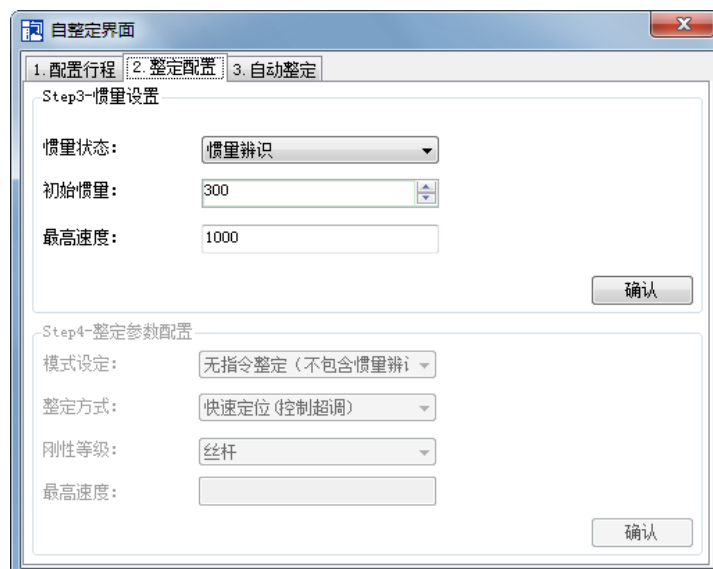 自整定界面
1.配置行程 2.整定配置 3.自动整定
Step3-惯量设置
惯量状态： 惯量辨识
初始惯量： 300
最高速度： 1000
确认
Step4-整定参数配置
模式设定： 无指令整定（不包含惯量辨
整定方式： 快速定位(控制超调)
刚性等级： 丝杆
最高速度：
确认